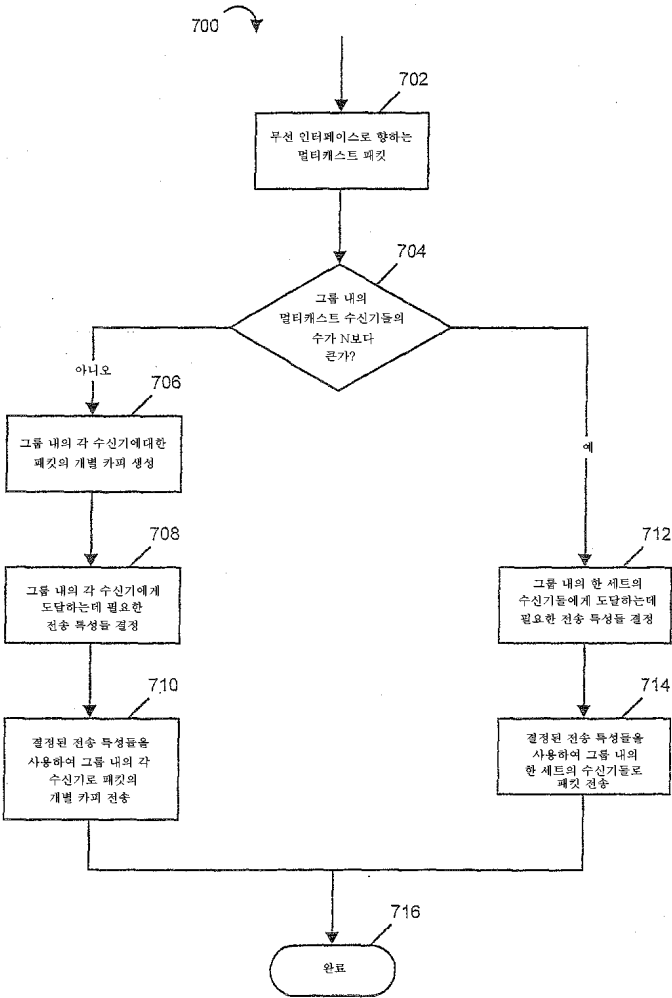 700
702
무선 인터페이스로 향하는
멀티캐스트 패킷
704
그룹 내의
멀티캐스트 수신기들의
수가 N보다
큰가?
아니오
예
706
그룹 내의 각 수신기에대한
패킷의 개별 카피 생성
708
그룹 내의 각 수신기에게
도달하는데 필요한
전송 특성들 결정
710
결정된 전송 특성들을
사용하여 그룹 내의 각
수신기로 패킷의
개별 카피 전송
712
그룹 내의 한 세트의
수신기들에게 도달하는데
필요한 전송 특성들 결정
714
결정된 전송 특성들을
사용하여 그룹 내의
한 세트의 수신기들로
패킷 전송
716
완료